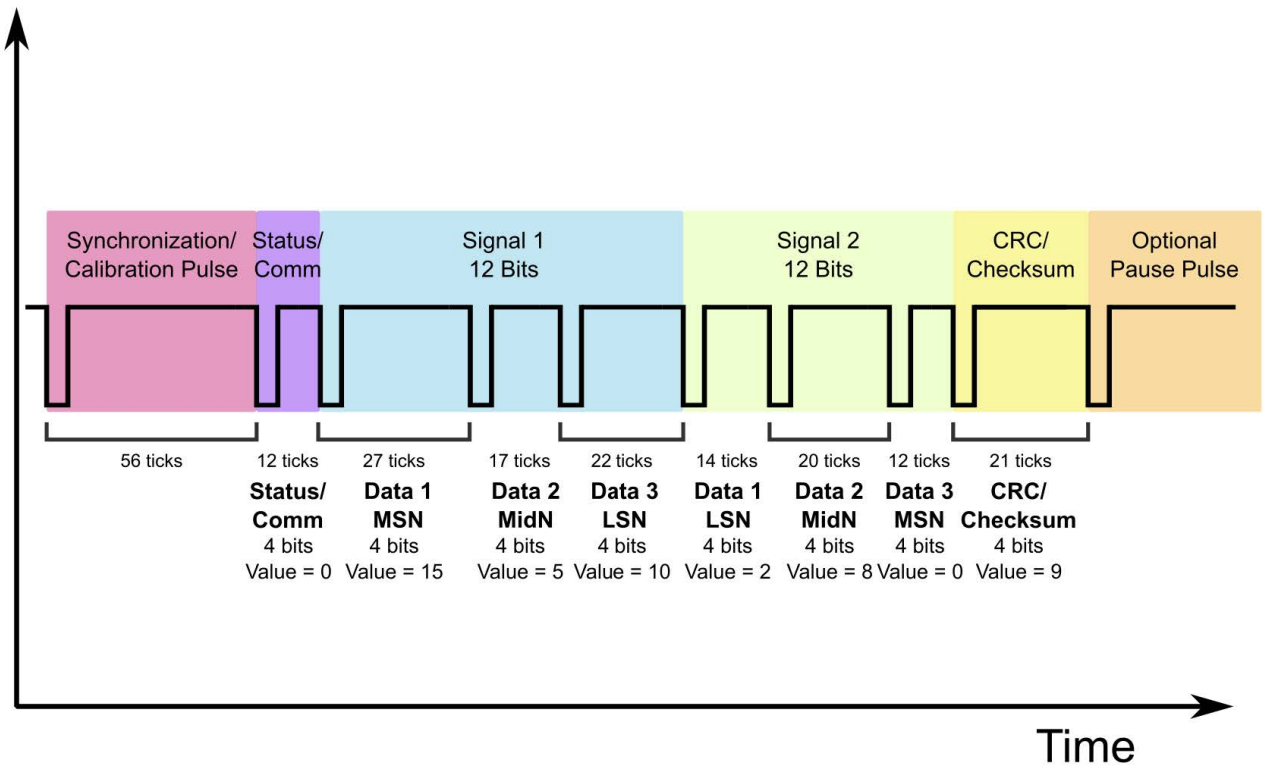 Synchronization/
Calibration Pulse
Status/
Comm
Signal 1
12 Bits
Signal 2
12 Bits
CRC/
Checksum
Optional
Pause Pulse
56 ticks
12 ticks
27 ticks
17 ticks
22 ticks
14 ticks
20 ticks
12 ticks
21 ticks
Status/
Comm
4 bits
Value = 0
Data 1
MSN
4 bits
Value = 15
Data 2
MidN
4 bits
Value = 5
Data 3
LSN
4 bits
Value = 10
Data 1
LSN
4 bits
Value = 2
Data 2
MidN
4 bits
Value = 8
Data 3
MSN
4 bits
Value = 0
CRC/
Checksum
4 bits
Value = 9
Time